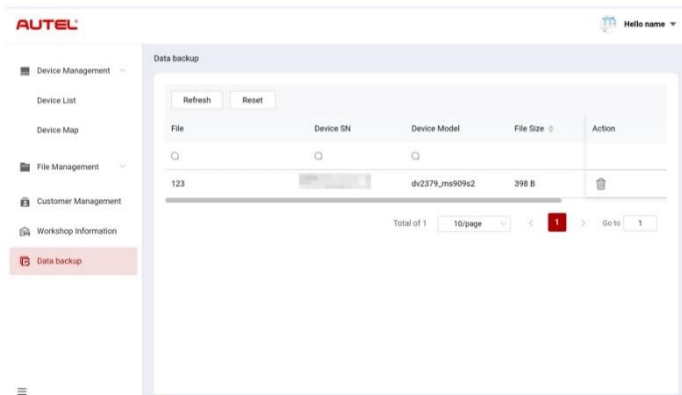 AUTEL
Hello name
Device Management
Device List
Device Map
File Management
Customer Management
Workshop Information
Data backup
Data backup
Refresh Reset
File Device SN Device Model File Size Action
123 dv2379_ms909s2 398 B
Total of 1 10/page < 1 > Go to 1